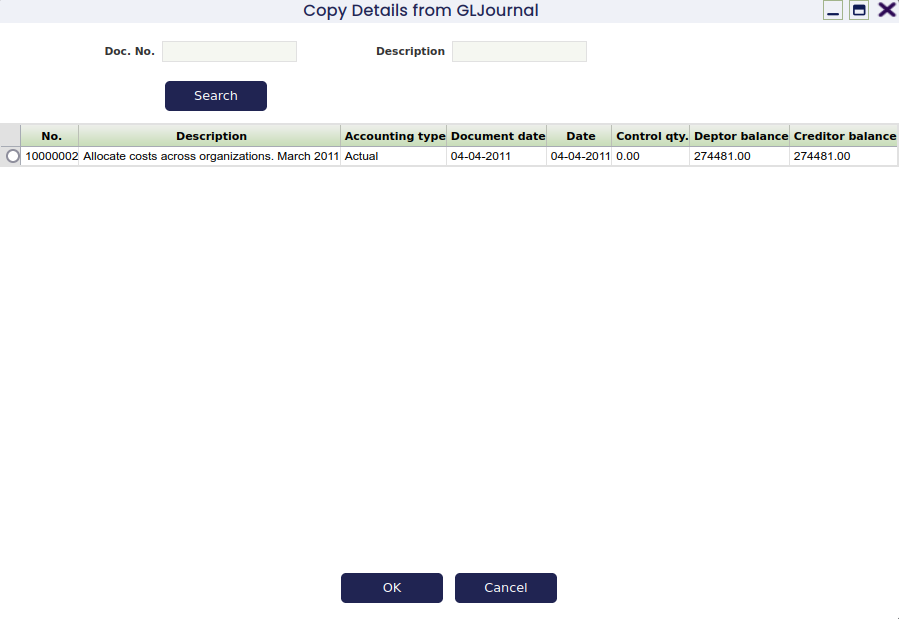 Copy Details from GLJournal
Doc. No. Description
Search
No. Description Accounting type Document date Date Control qty. Deptor balance Creditor balance
10000002 Allocate costs across organizations. March 2011 Actual 04-04-2011 04-04-2011 0.00 274481.00 274481.00
OK Cancel